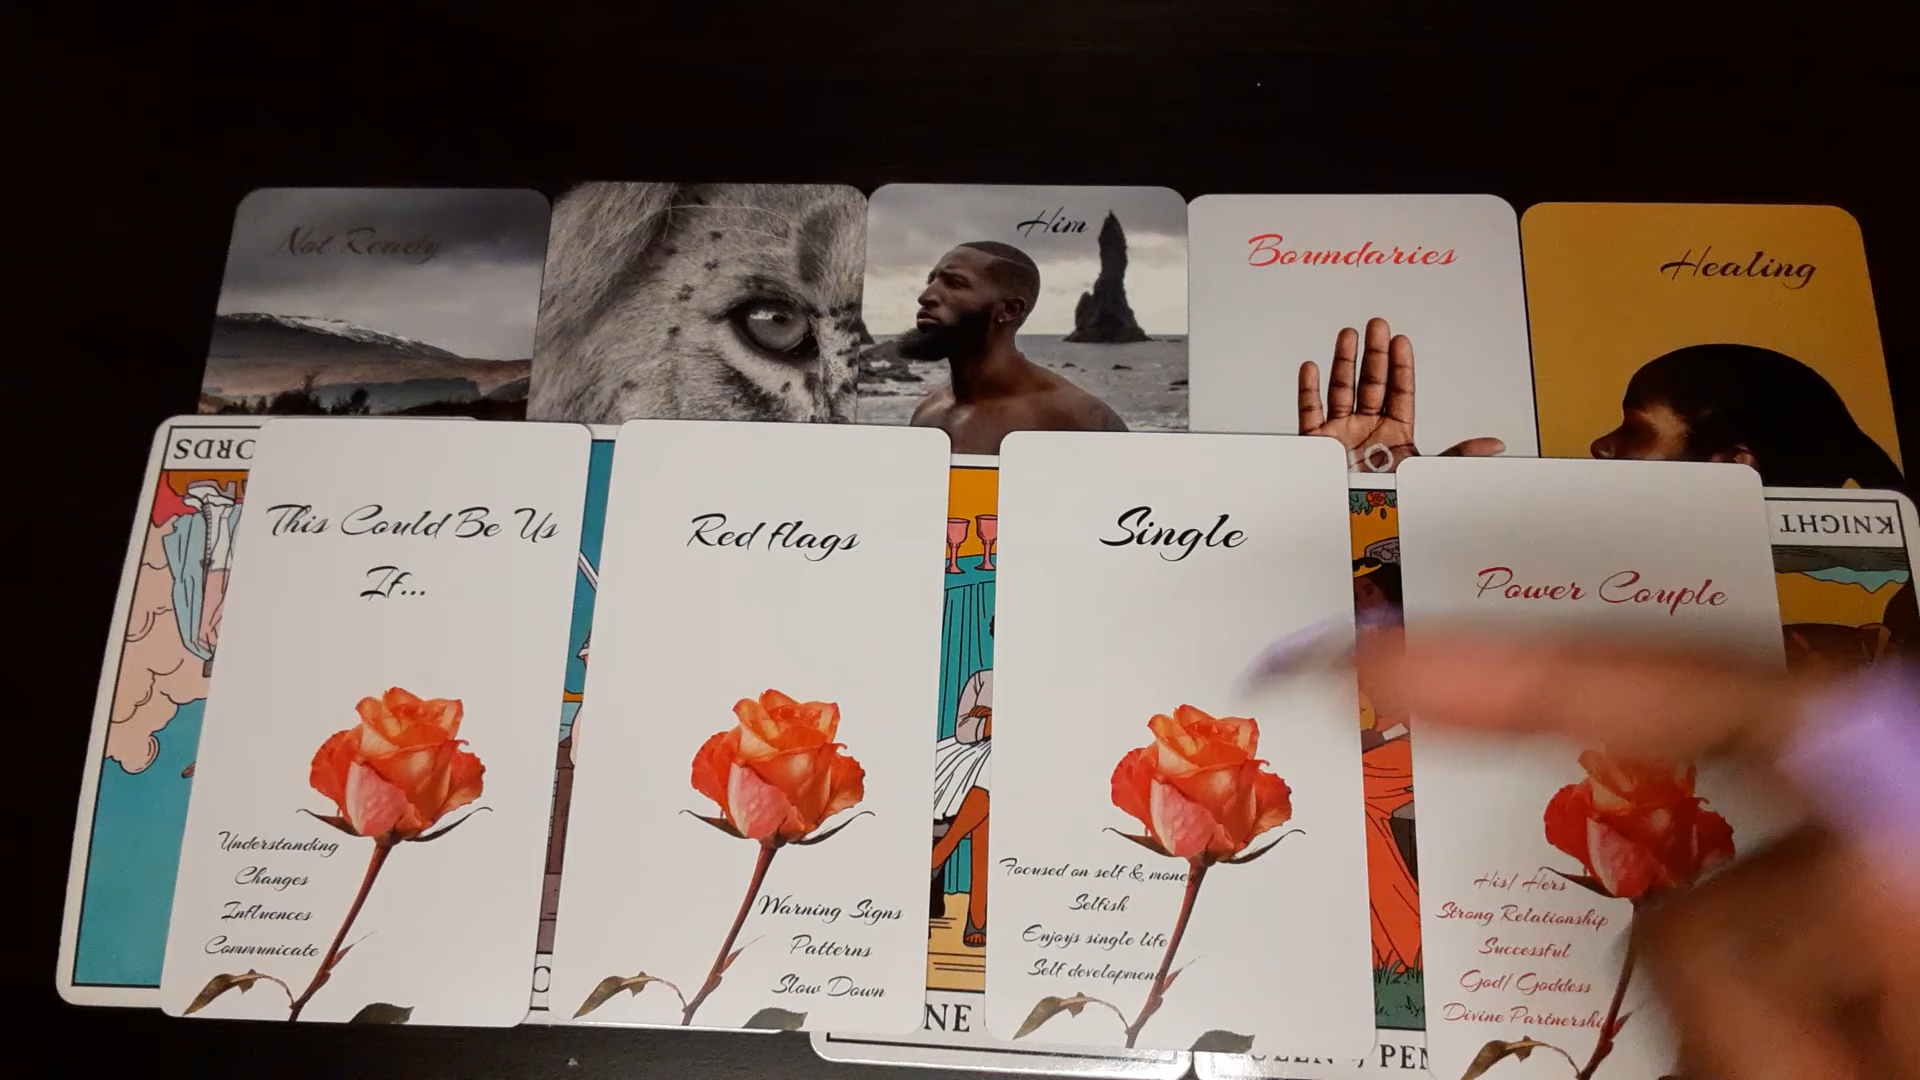 Not Ready
Him
Boundaries
Healing
ORDS
KNIGHT
This Could Be Us
If...
Understanding
Changes
Influences
Communicate
Red flags
Warning Signs
Patterns
Slow Down
Single
Focused on self & money
Selfish
Enjoys single life
Self development
Power Couple
His/ Hers
Strong Relationship
Successful
God/ Goddess
Divine Partnership
NE
PEN